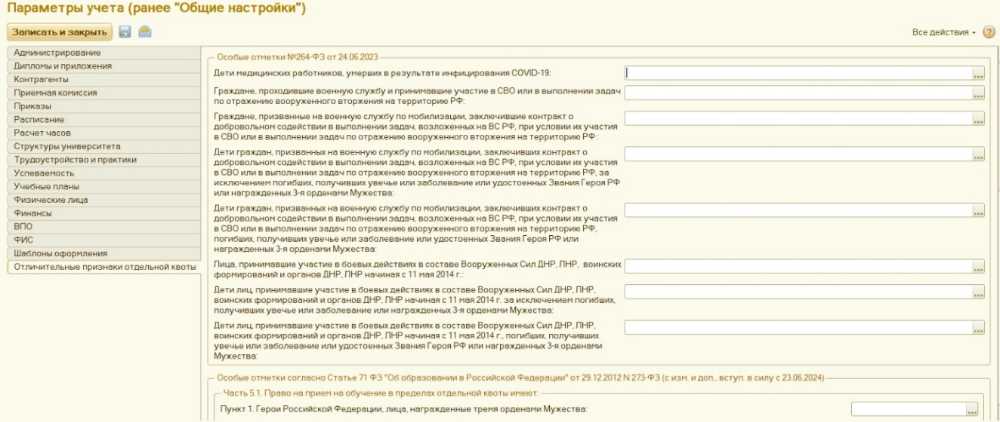 Параметры учета (ранее "Общие настройки")
Записать и закрыть
Все действия
?
Администрирование
Дипломы и приложения
Контрагенты
Приемная комиссия
Приказы
Расписание
Расчет часов
Структуры университета
Трудоустройство и практики
Успеваемость
Учебные планы
Физические лица
Финансы
ВПО
ФИС
Шаблоны оформления
Отличительные признаки отдельной квоты
Особые отметки №264-ФЗ от 24.06.2023
Дети медицинских работников, умерших в результате инфицирования COVID-19:
...
Граждане, проходившие военную службу и принимавшие участие в СВО или в выполнении задач
по отражению вооруженного вторжения на территорию РФ:
...
Граждане, призванные на военную службу по мобилизации, заключившие контракт о
добровольном содействии в выполнении задач, возложенных на ВС РФ, при условии их участия
в СВО или в выполнении задач по отражению вооруженного вторжения на территорию РФ :
...
Дети граждан, призванных на военную службу по мобилизации, заключивших контракт о
добровольном содействии в выполнении задач, возложенных на ВС РФ, при условии их участия
в СВО или в выполнении задач по отражению вооруженного вторжения на территорию РФ, за
исключением погибших, получивших увечье или заболевание или удостоенных Звания Героя РФ
или награжденных 3-я орденами Мужества:
...
Дети граждан, призванных на военную службу по мобилизации, заключивших контракт о
добровольном содействии в выполнении задач, возложенных на ВС РФ, при условии их участия
в СВО или в выполнении задач по отражению вооруженного вторжения на территорию РФ,
погибших, получивших увечье или заболевание или удостоенных Звания Героя РФ или
награжденных 3-я орденами Мужества:
...
Лица, принимавшие участие в боевых действиях в составе Вооруженных Сил ДНР, ЛНР, воинских
формирований и органов ДНР, ЛНР начиная с 11 мая 2014 г.:
...
Дети лиц, принимавшие участие в боевых действиях в составе Вооруженных Сил ДНР, ЛНР,
воинских формирований и органов ДНР, ЛНР начиная с 11 мая 2014 г. за исключением погибших,
получивших увечье или заболевание или награжденных 3-я орденами Мужества:
...
Дети лиц, принимавшие участие в боевых действиях в составе Вооруженных Сил ДНР, ЛНР,
воинских формирований и органов ДНР, ЛНР начиная с 11 мая 2014 г., погибших, получивших
увечье или заболевание или удостоенных Звания Героя РФ или награжденных 3-я орденами
Мужества:
...
Особые отметки согласно Статье 71 ФЗ "Об образовании в Российской Федерации" от 29.12.2012 N 273-ФЗ (с изм. и доп., вступ. в силу с 23.06.2024)
Часть 5.1. Право на прием на обучение в пределах отдельной квоты имеют:
Пункт 1. Герои Российской Федерации, лица, награжденные тремя орденами Мужества:
...